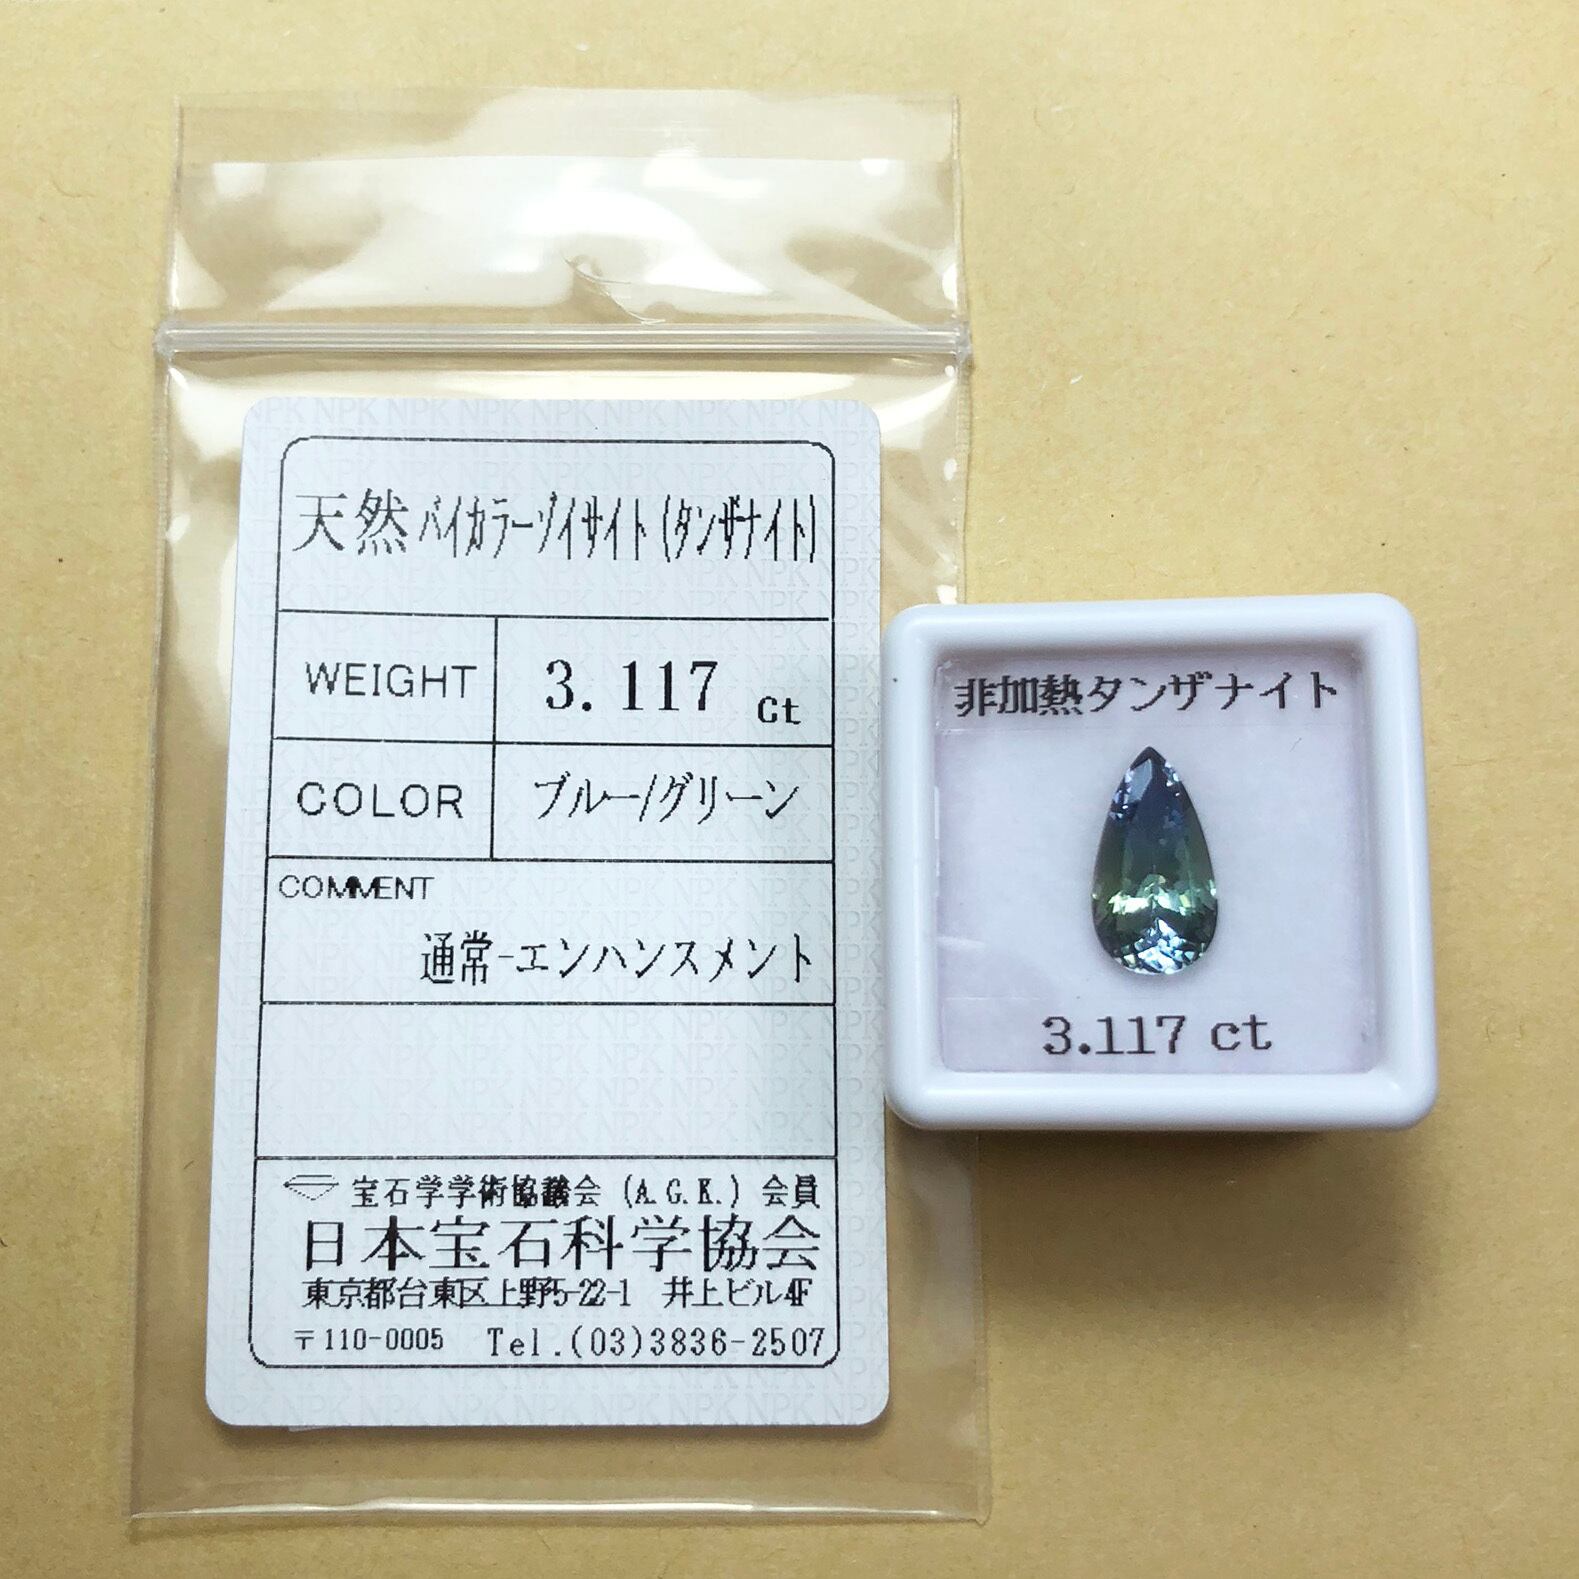 天然バイカラーゾイサイト(タンザナイト)
WEIGHT 3.117 Ct
COLOR ブルー/グリーン
COMMENT
通常-エンハンスメント
宝石学学術協議会 (A.G.K.) 会員
日本宝石科学協会
東京都台東区上野5-22-1 井上ビル4F
〒110-0005 Tel.(03)3836-2507
非加熱タンザナイト
3.117 ct